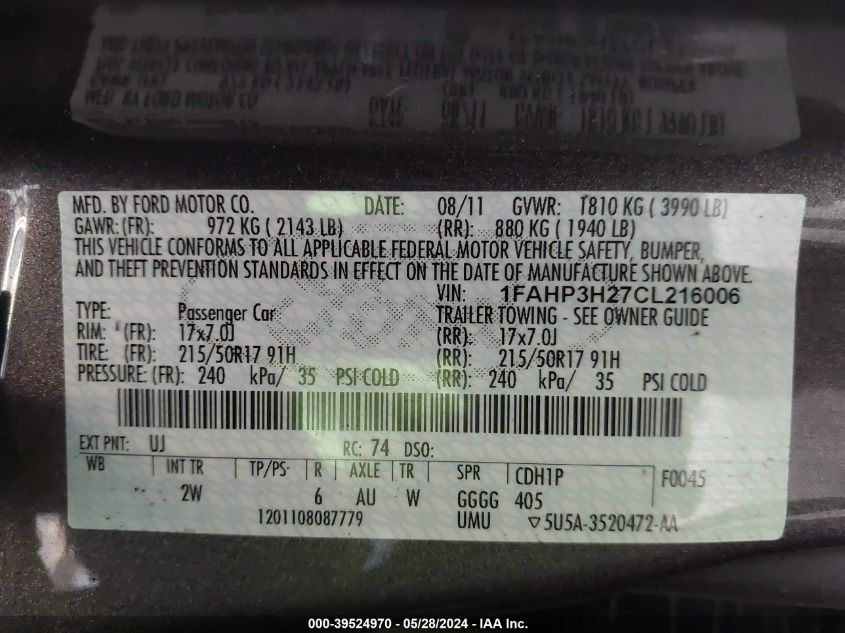 MFD. BY FORD MOTOR CO. DATE: 08/11 GVWR: 1810 KG ( 3990 LB)
GAWR: (FR): 972 KG ( 2143 LB) (RR): 880 KG ( 1940 LB)
THIS VEHICLE CONFORMS TO ALL APPLICABLE FEDERAL MOTOR VEHICLE SAFETY, BUMPER,
AND THEFT PREVENTION STANDARDS IN EFFECT ON THE DATE OF MANUFACTURE SHOWN ABOVE.
VIN: 1FAHP3H27CL216006
TYPE: Passenger Car TRAILER TOWING - SEE OWNER GUIDE
RIM: (FR): 17x7.0J (RR): 17x7.0J
TIRE: (FR): 215/50R17 91H (RR): 215/50R17 91H
PRESSURE: (FR): 240 kPa/ 35 PSI COLD (RR): 240 kPa/ 35 PSI COLD
EXT PNT: UJ RC: 74 DSO:
WB INT TR TP/PS R AXLE TR SPR CDH1P F0045
2W 6 AU W GGGG 405
1201108087779 UMU ▽5U5A-3520472-AA
000-39524970 - 05/28/2024 - IAA Inc.